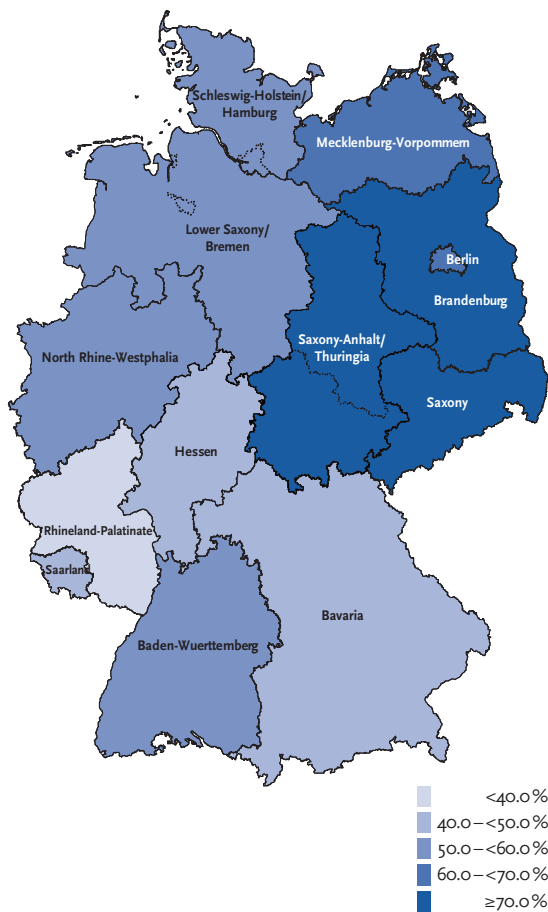 Schleswig-Holstein/
Hamburg
Mecklenburg-Vorpommern
Lower Saxony/
Bremen
Berlin
Brandenburg
North Rhine-Westphalia
Saxony-Anhalt/
Thuringia
Saxony
Hessen
Rhineland-Palatinate
Saarland
Bavaria
Baden-Wuerttemberg
<40.0 %
40.0 – <50.0 %
50.0 – <60.0 %
60.0 – <70.0 %
≥70.0 %